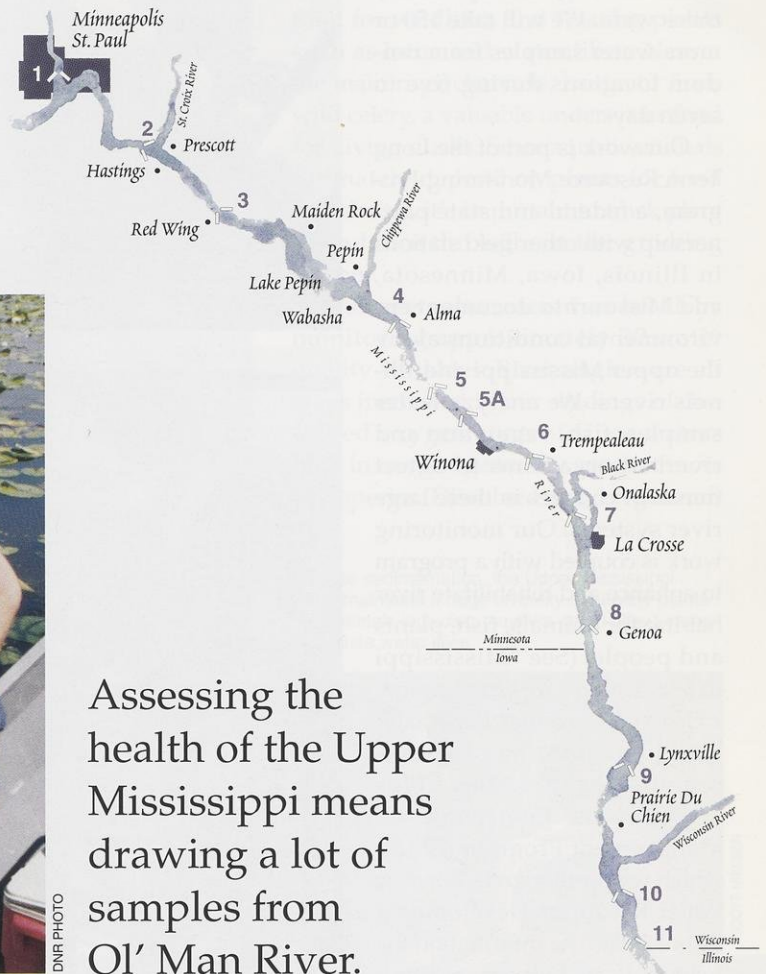 Minneapolis
St. Paul
1
St. Croix River
2
Prescott
Hastings
3
Red Wing
Maiden Rock
Chippewa River
Pepin
Lake Pepin
4
Wabasha
Alma
Mississippi
5
5A
6
Trempealeau
Winona
Black River
River
Onalaska
7
La Crosse
8
Genoa
Minnesota
Iowa
Lynxville
9
Prairie Du
Chien
Wisconsin River
10
11
Wisconsin
Illinois
Assessing the
health of the Upper
Mississippi means
drawing a lot of
samples from
Ol' Man River.
DNR PHOTO